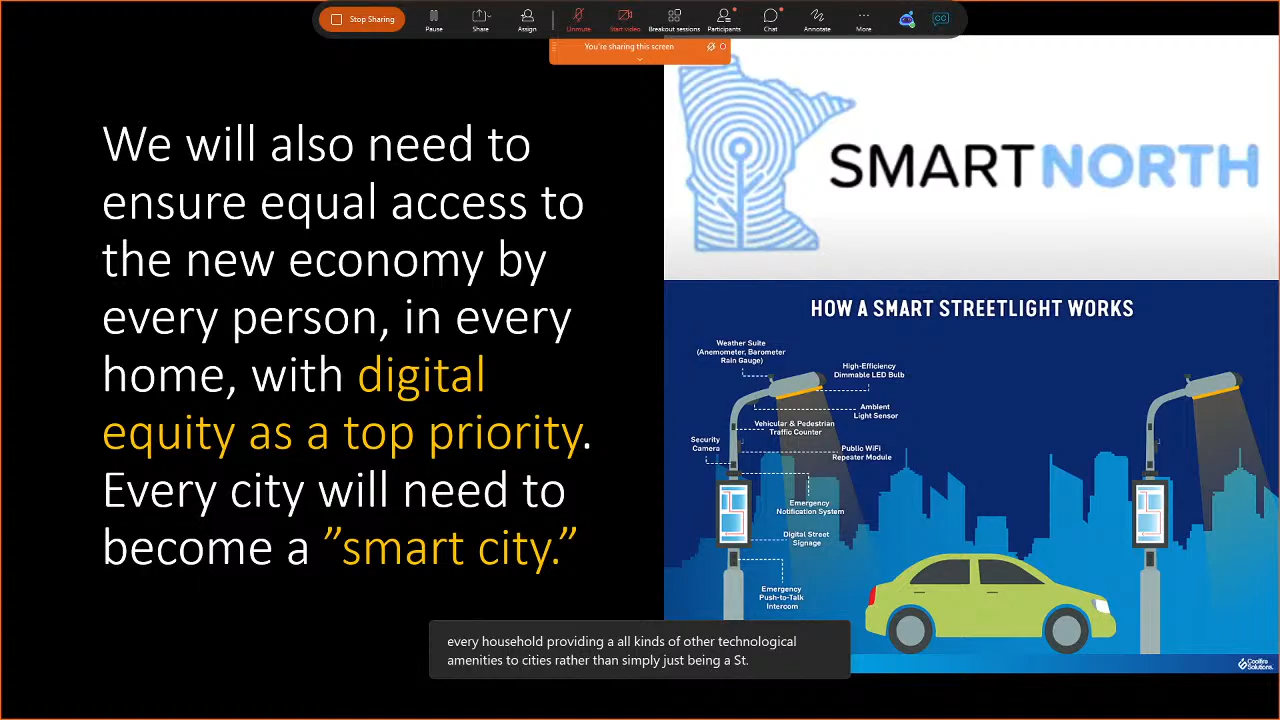 Stop Sharing
Pause
Share
Assign
Unmute
Start video
Breakout sessions
Participants
Chat
Annotate
More
CC
You're sharing this screen
We will also need to
ensure equal access to
the new economy by
every person, in every
home, with digital
equity as a top priority.
Every city will need to
become a ”smart city.”
SMARTNORTH
HOW A SMART STREETLIGHT WORKS
Weather Suite
(Anemometer, Barometer
Rain Gauge)
High-Efficiency
Dimmable LED Bulb
Ambient
Light Sensor
Vehicular & Pedestrian
Traffic Counter
Security
Camera
Public WiFi
Repeater Module
Emergency
Notification System
Digital Street
Signage
Emergency
Push-to-Talk
Intercom
Coolfire
Solutions.
every household providing a all kinds of other technological
amenities to cities rather than simply just being a St.